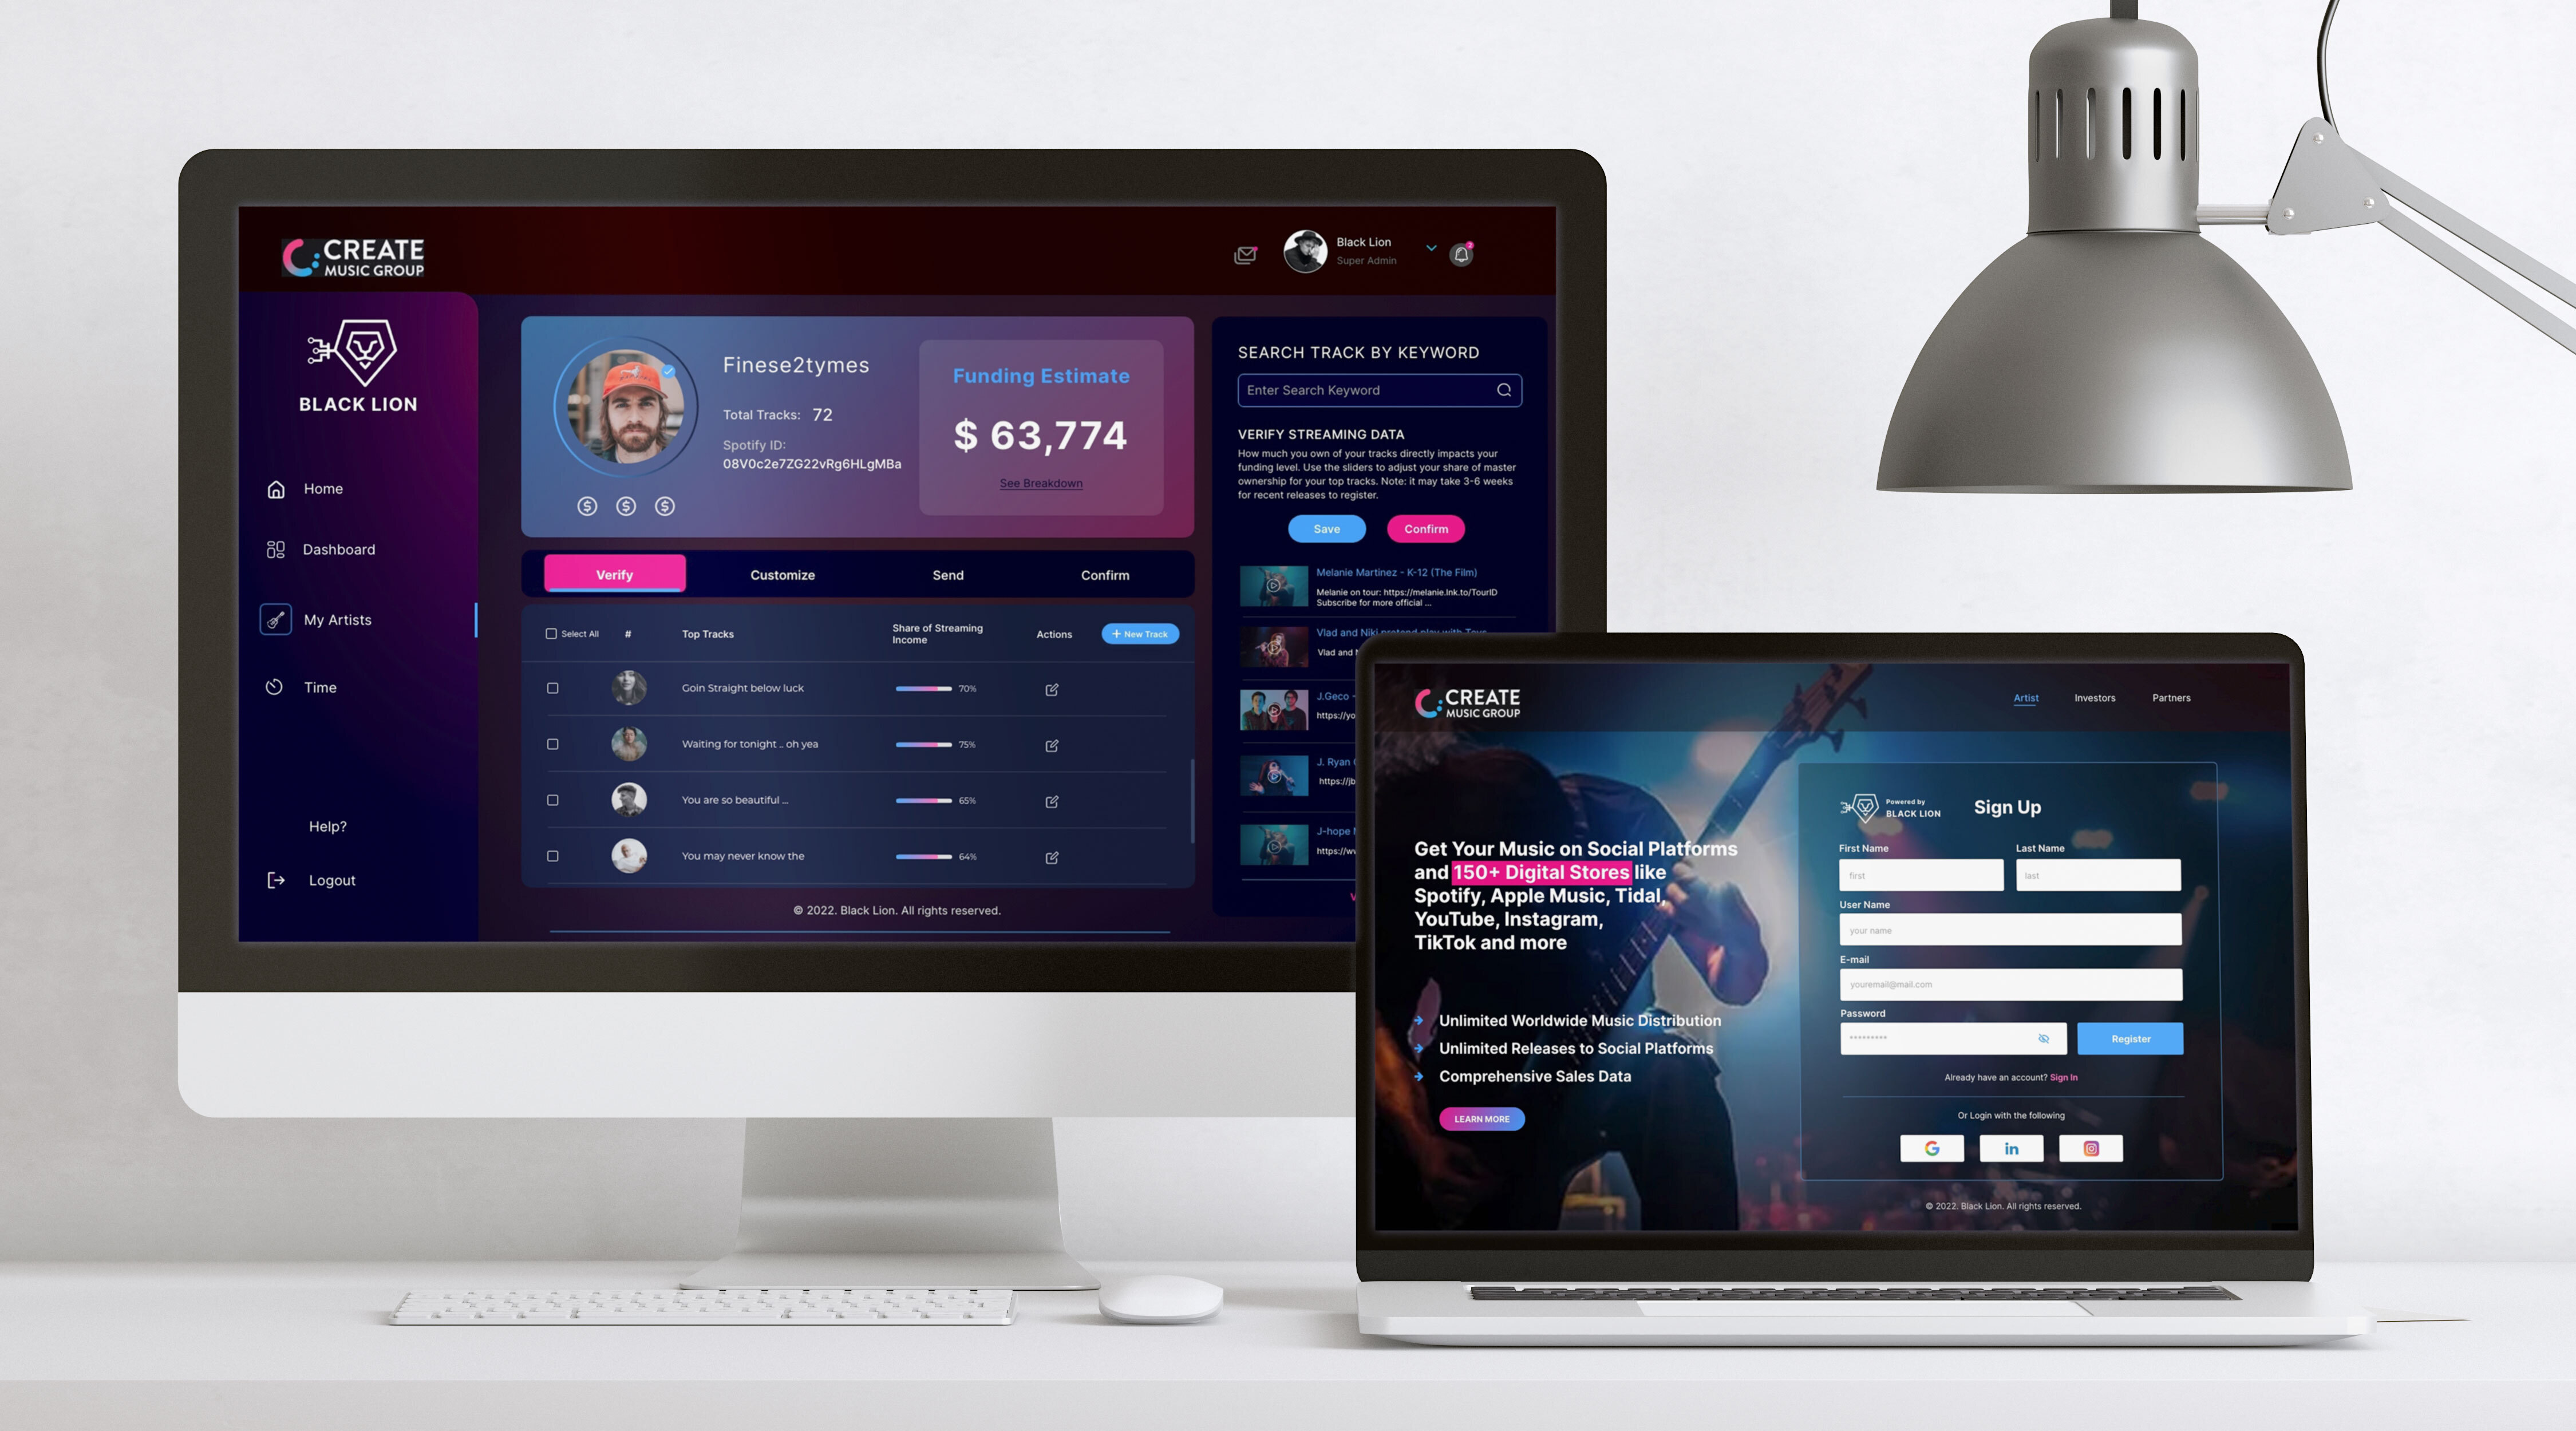 CREATE
MUSIC GROUP
Black Lion
Super Admin
2
BLACK LION
Home
Dashboard
My Artists
Time
Help?
Logout
Finese2tymes
Total Tracks: 72
Spotify ID:
08V0c2e7ZG22vRg6HLgMBa
Funding Estimate
$ 63,774
See Breakdown
Verify
Customize
Send
Confirm
Select All
#
Top Tracks
Share of Streaming
Income
Actions
+ New Track
Goin Straight below luck
70%
Waiting for tonight .. oh yea
75%
You are so beautiful ...
65%
You may never know the
64%
© 2022. Black Lion. All rights reserved.
SEARCH TRACK BY KEYWORD
Enter Search Keyword
VERIFY STREAMING DATA
How much you own of your tracks directly impacts your
funding level. Use the sliders to adjust your share of master
ownership for your top tracks. Note: it may take 3-6 weeks
for recent releases to register.
Save
Confirm
Melanie Martinez - K-12 (The Film)
Melanie on tour: https://melanie.lnk.to/TourID
Subscribe for more official ...
Vlad and Niki pretend play with Toys
Vlad and
J.Geco -
https://yo
J. Ryan
https://jb
J-hope
https://w
CREATE
MUSIC GROUP
Artist
Investors
Partners
Get Your Music on Social Platforms
and 150+ Digital Stores like
Spotify, Apple Music, Tidal,
YouTube, Instagram,
TikTok and more
Unlimited Worldwide Music Distribution
Unlimited Releases to Social Platforms
Comprehensive Sales Data
LEARN MORE
Powered by
BLACK LION
Sign Up
First Name
Last Name
first
last
User Name
your name
E-mail
youremail@mail.com
Password
*********
Register
Already have an account? Sign In
Or Login with the following
G
in
© 2022. Black Lion. All rights reserved.